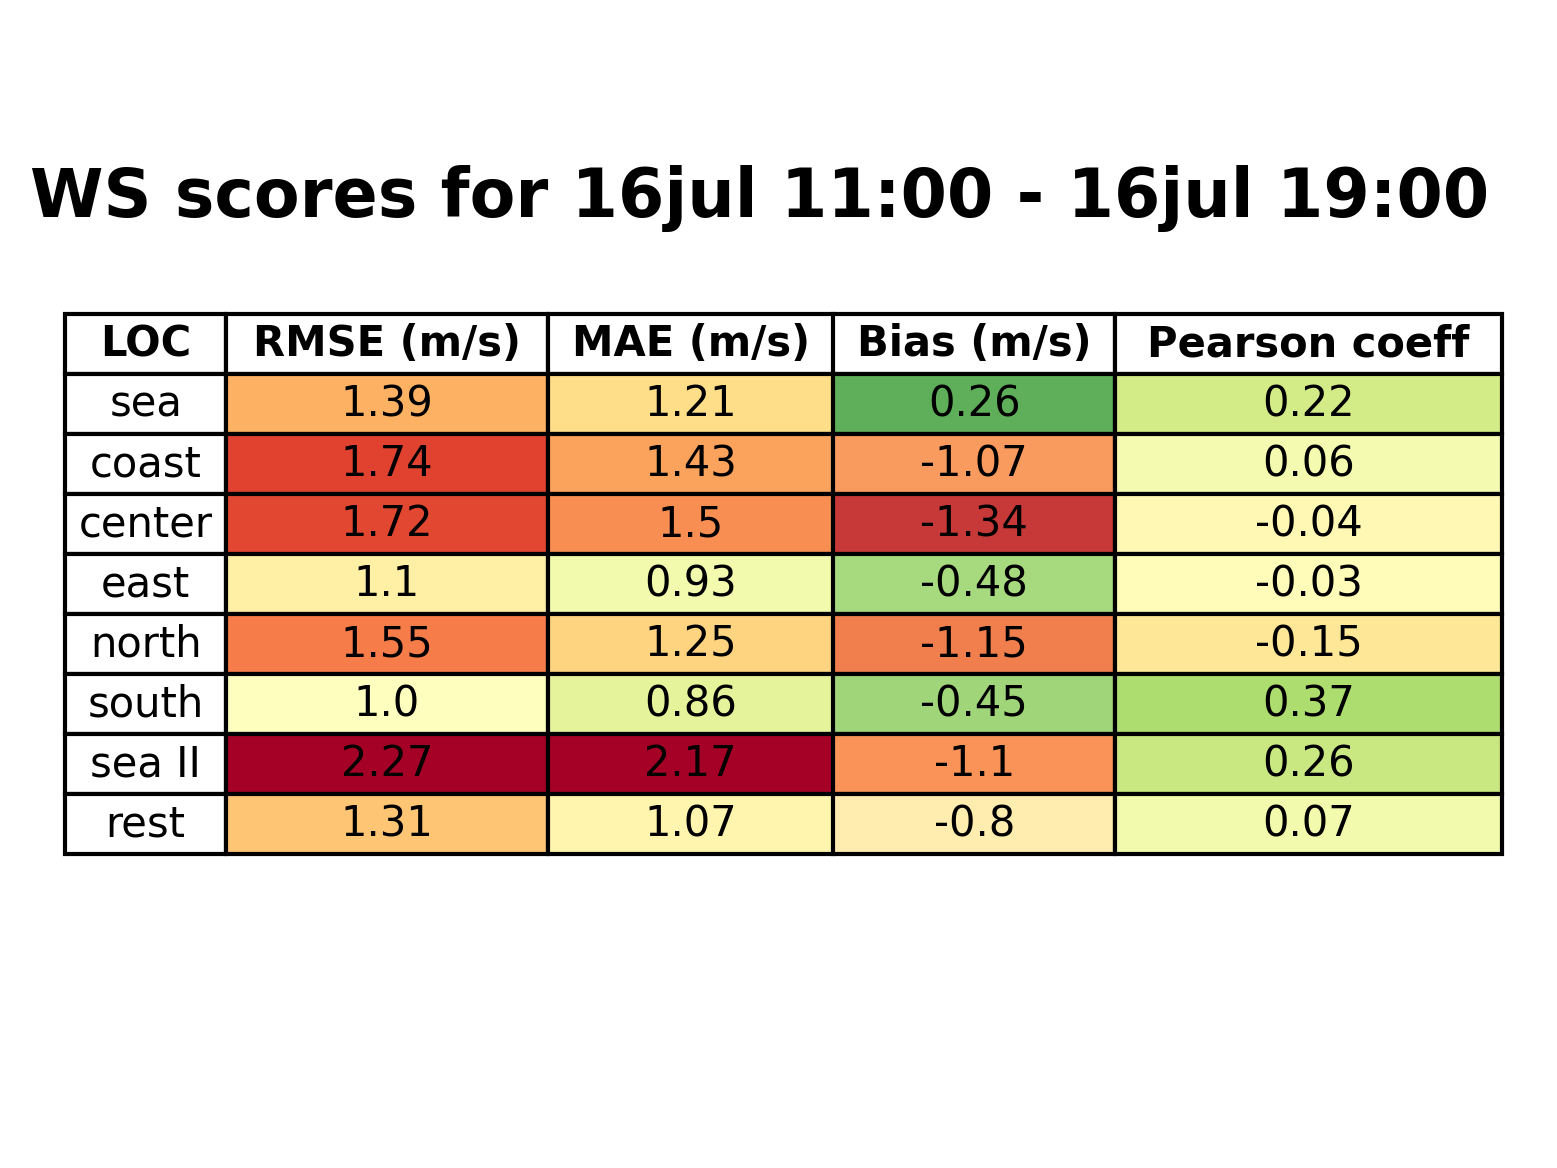 WS scores for 16jul 11:00 - 16jul 19:00
LOC RMSE (m/s) MAE (m/s) Bias (m/s) Pearson coeff
sea 1.39 1.21 0.26 0.22
coast 1.74 1.43 -1.07 0.06
center 1.72 1.5 -1.34 -0.04
east 1.1 0.93 -0.48 -0.03
north 1.55 1.25 -1.15 -0.15
south 1.0 0.86 -0.45 0.37
sea II 2.27 2.17 -1.1 0.26
rest 1.31 1.07 -0.8 0.07